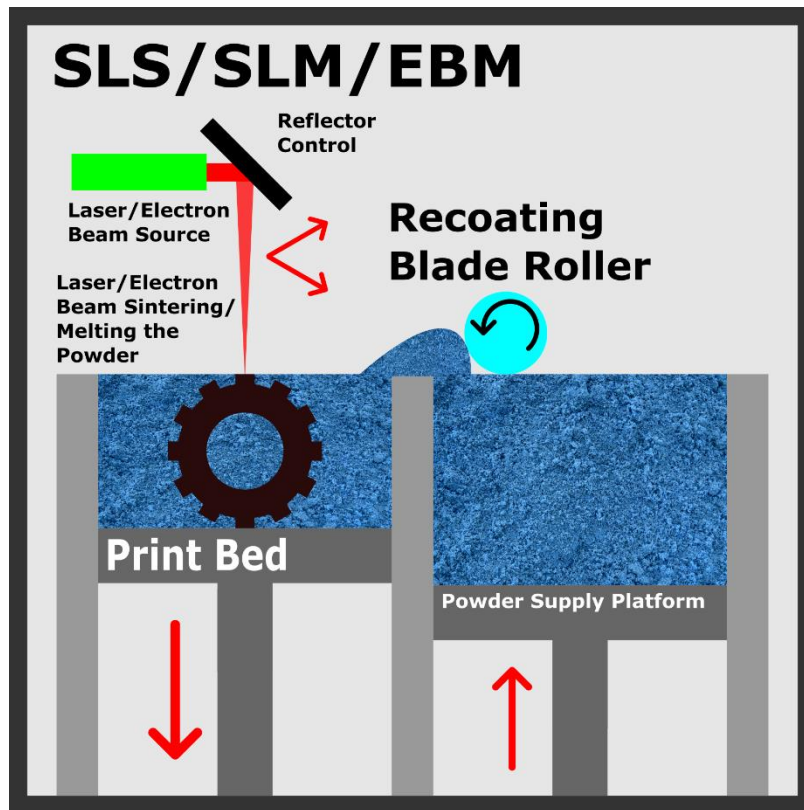 SLS/SLM/EBM
Reflector
Control
Laser/Electron
Beam Source
Recoating
Blade Roller
Laser/Electron
Beam Sintering/
Melting the
Powder
Print Bed
Powder Supply Platform